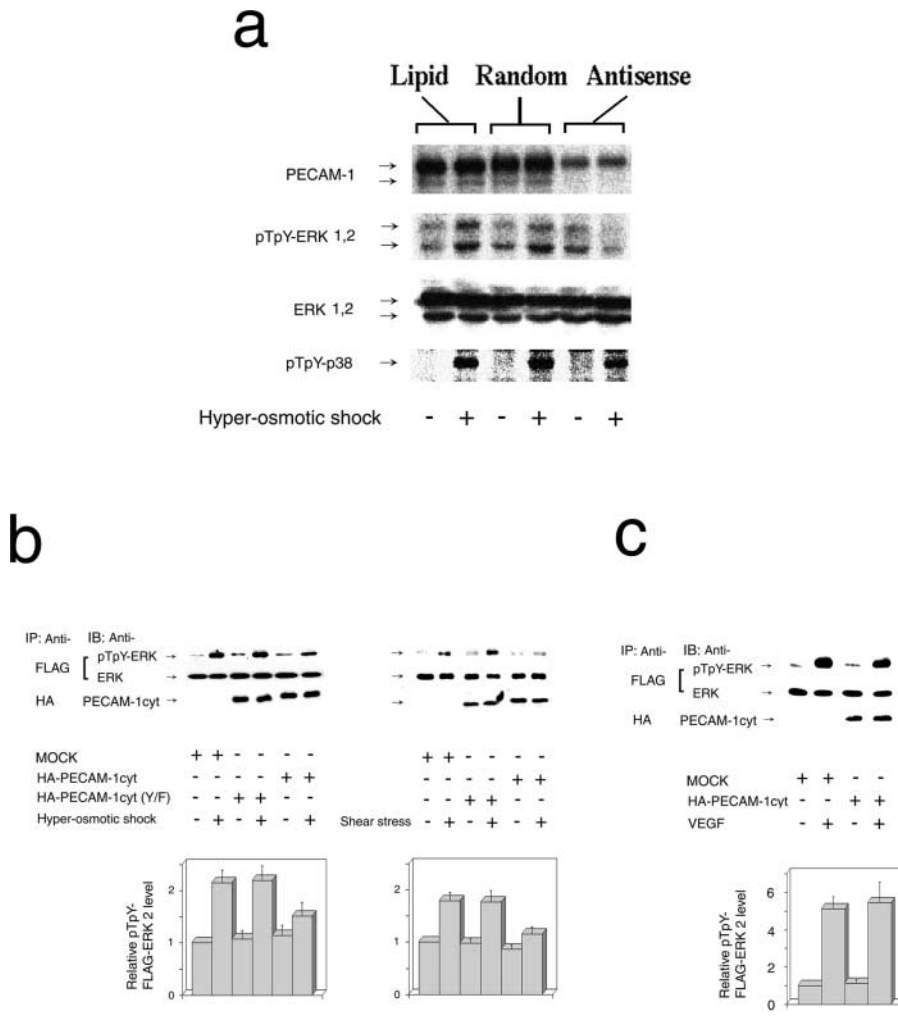 a
Lipid Random Antisense
PECAM-1 → →
pTpY-ERK 1,2 → →
ERK 1,2 → →
pTpY-p38 →
Hyper-osmotic shock - + - + - +
b
IP: Anti- IB: Anti-
FLAG [ pTpY-ERK →
ERK →
HA PECAM-1cyt →
MOCK + + - - - -
HA-PECAM-1cyt - - - - + +
HA-PECAM-1cyt (Y/F) - - + + - -
Hyper-osmotic shock - + - + - +
Relative pTpY-
FLAG-ERK 2 level
2
1
0
→
→
→
+ + - - - -
- - - - + +
- - + + - -
Shear stress - + - + - +
2
1
0
c
IP: Anti- IB: Anti-
FLAG [ pTpY-ERK →
ERK →
HA PECAM-1cyt →
MOCK + + - -
HA-PECAM-1cyt - - + +
VEGF - + - +
Relative pTpY-
FLAG-ERK 2 level
6
4
2
0